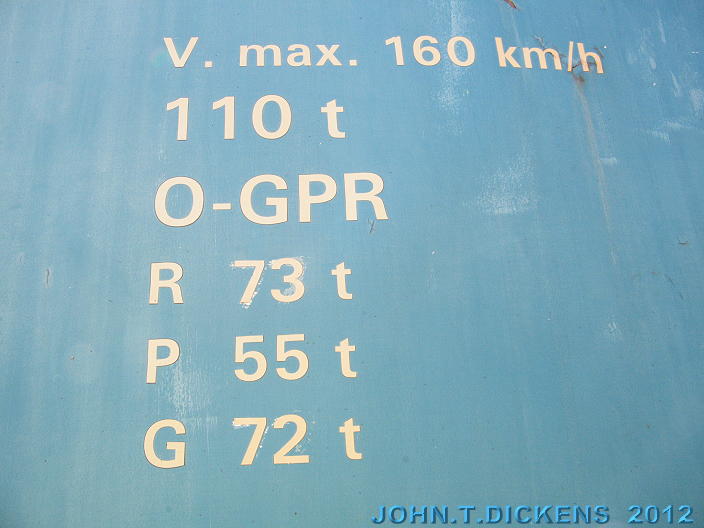 V. max. 160 km/h
110 t
O-GPR
R 73 t
P 55 t
G 72 t
JOHN.T.DICKENS 2012